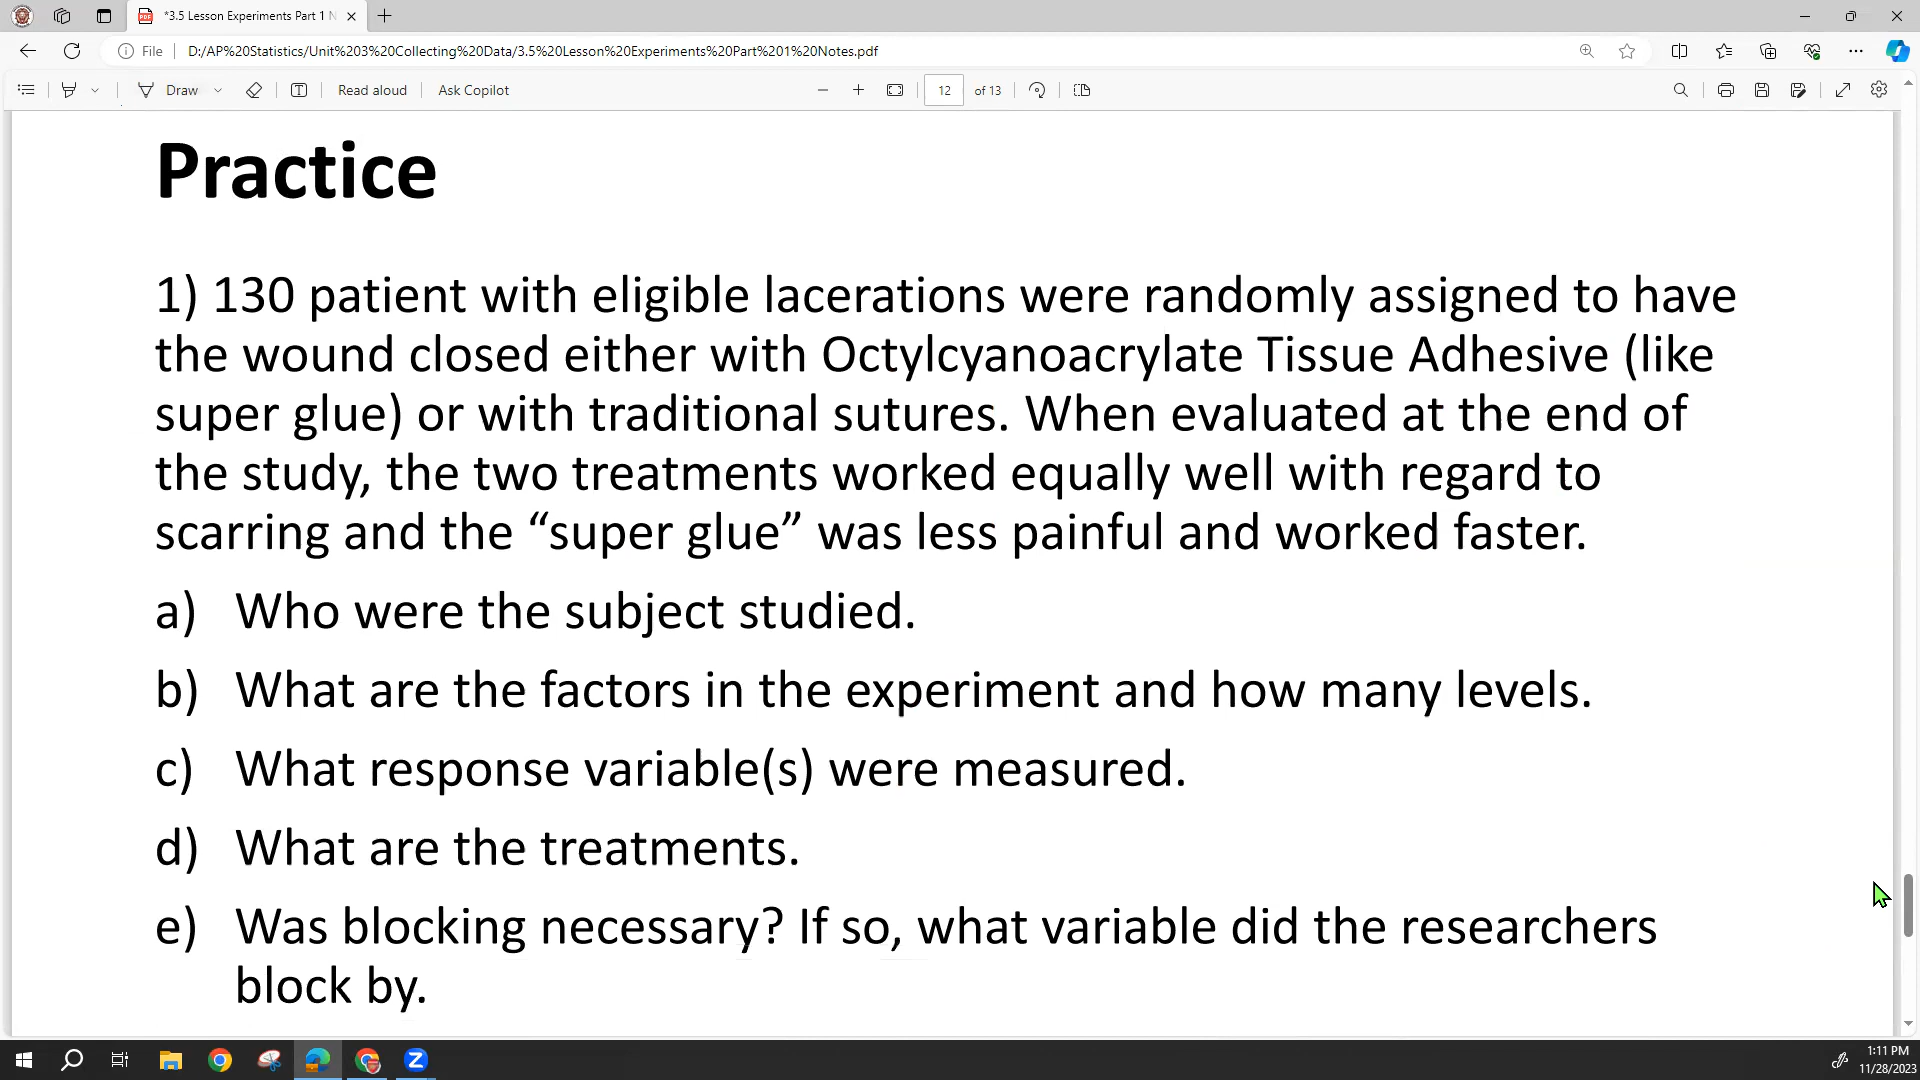 *3.5 Lesson Experiments Part 1 N
File
D:/AP%20Statistics/Unit%203%20Collecting%20Data/3.5%20Lesson%20Experiments%20Part%201%20Notes.pdf
Draw
Read aloud
Ask Copilot
12 of 13
Practice
1) 130 patient with eligible lacerations were randomly assigned to have
the wound closed either with Octylcyanoacrylate Tissue Adhesive (like
super glue) or with traditional sutures. When evaluated at the end of
the study, the two treatments worked equally well with regard to
scarring and the “super glue” was less painful and worked faster.
a) Who were the subject studied.
b) What are the factors in the experiment and how many levels.
c) What response variable(s) were measured.
d) What are the treatments.
e) Was blocking necessary? If so, what variable did the researchers
block by.
1:11 PM
11/28/2023